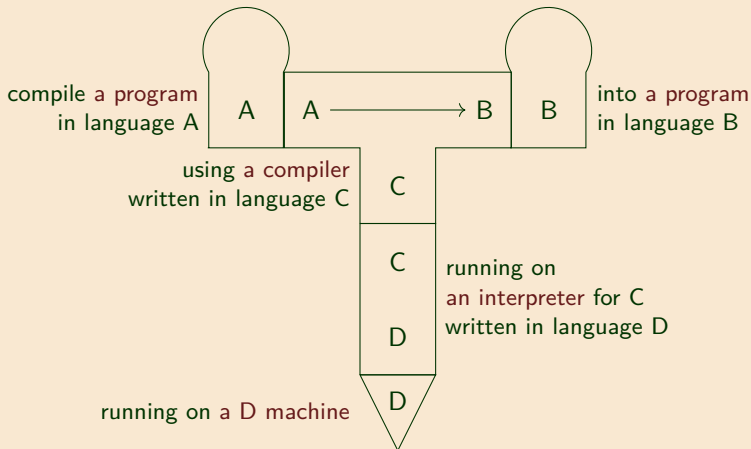 compile a program
in language A
A
A
B
B
into a program
in language B
using a compiler
written in language C
C
C
D
running on
an interpreter for C
written in language D
running on a D machine
D